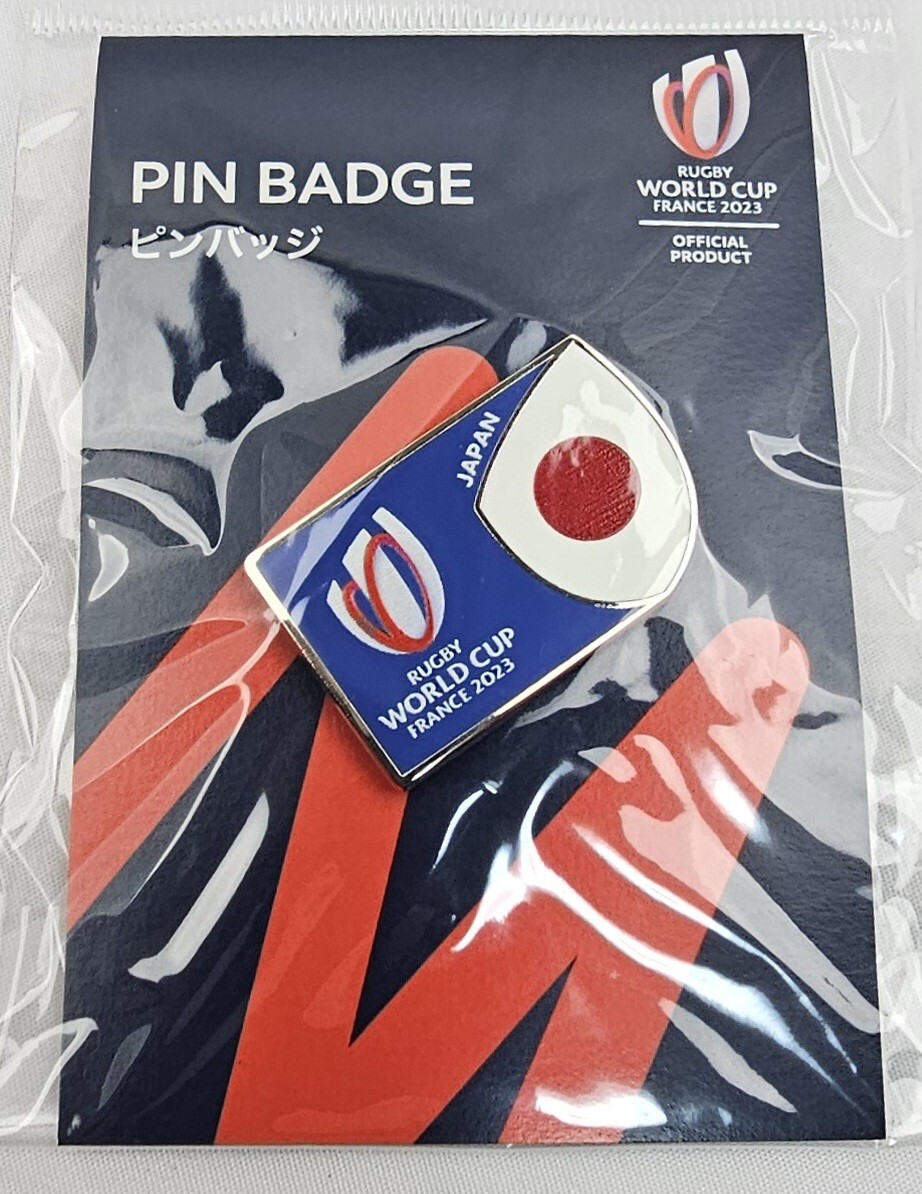 PIN BADGE
ピンバッジ
RUGBY
WORLD CUP
FRANCE 2023
OFFICIAL
PRODUCT
JAPAN
RUGBY
WORLD CUP
FRANCE 2023